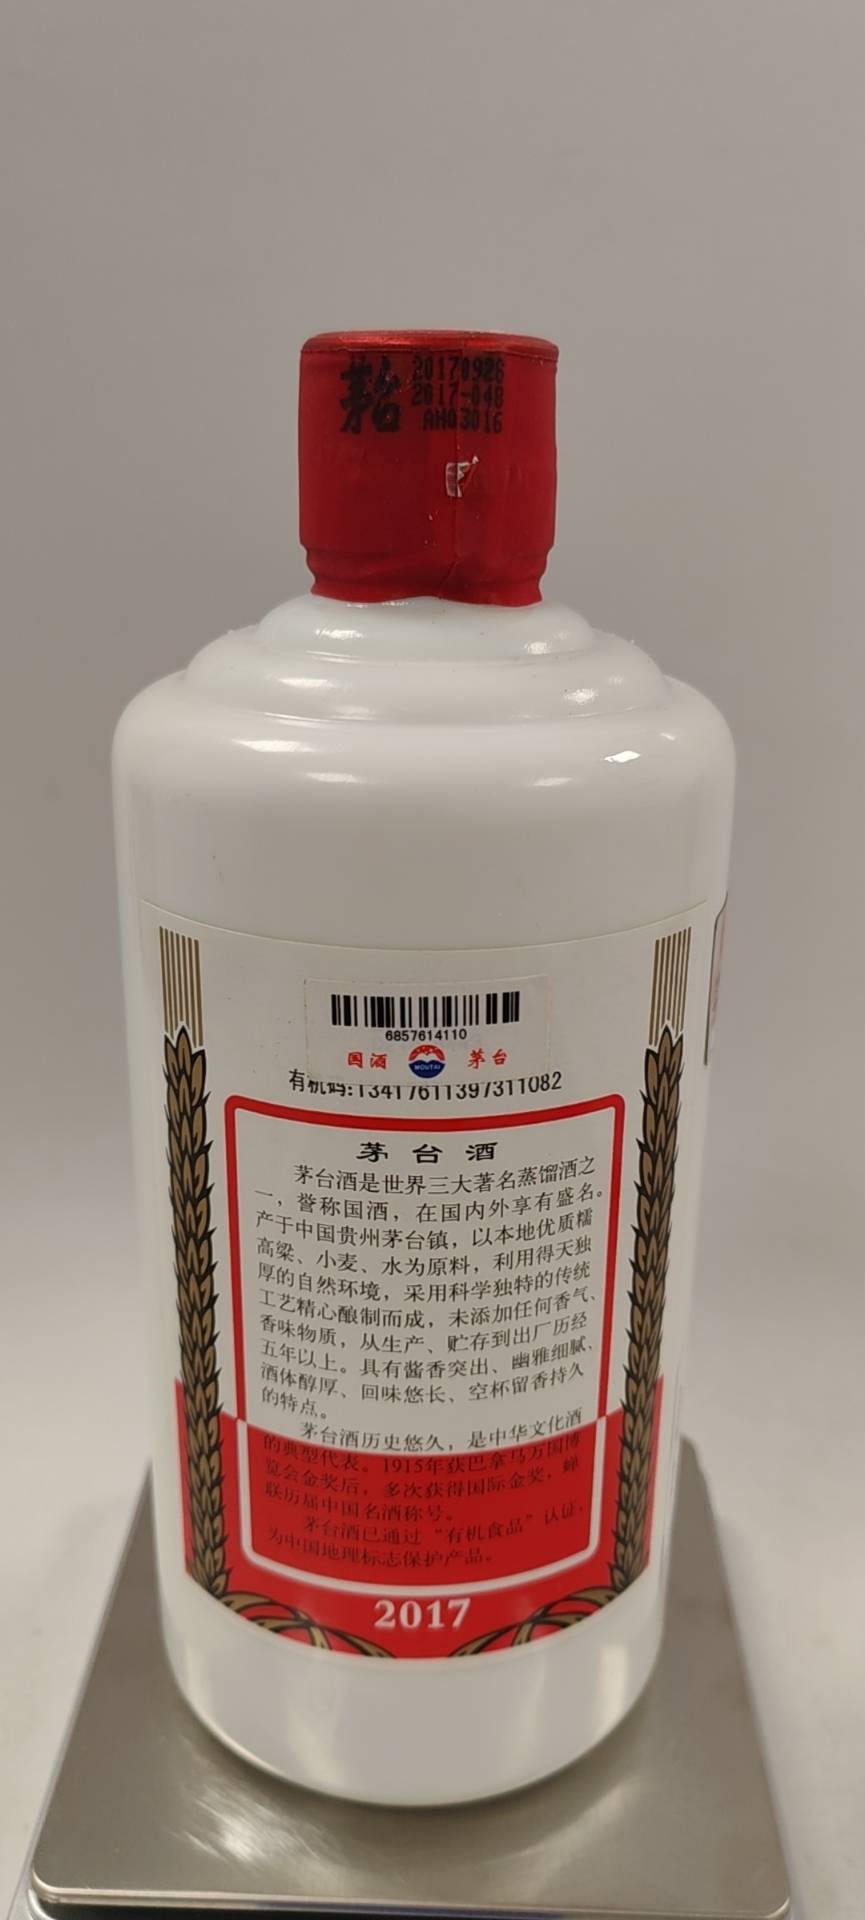 茅台
20170926
2017-048
AH03016
6857614110
国酒 MOUTAI 茅台
有机码:13417611397311082
茅台酒
茅台酒是世界三大著名蒸馏酒之
一，誉称国酒，在国内外享有盛名。
产于中国贵州茅台镇，以本地优质糯
高粱、小麦、水为原料，利用得天独
厚的自然环境，采用科学独特的传统
工艺精心酿制而成，未添加任何香气、
香味物质，从生产、贮存到出厂历经
五年以上。具有酱香突出、幽雅细腻、
酒体醇厚、回味悠长、空杯留香持久
的特点。
茅台酒历史悠久，是中华文化酒
的典型代表。1915年获巴拿马万国博
览会金奖后，多次获得国际金奖，蝉
联历届中国名酒称号。
茅台酒已通过“有机食品”认证，
为中国地理标志保护产品。
2017